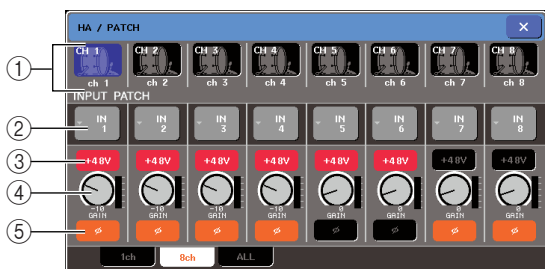 HA / PATCH ×
CH 1 CH 2 CH 3 CH 4 CH 5 CH 6 CH 7 CH 8
① ch 1 ch 2 ch 3 ch 4 ch 5 ch 6 ch 7 ch 8
INPUT PATCH
② IN 1 IN 2 IN 3 IN 4 IN 5 IN 6 IN 7 IN 8
③ +48V +48V +48V +48V +48V +48V +48V +48V
④ -10 -10 -10 -10 0 0 0 0
GAIN GAIN GAIN GAIN GAIN GAIN GAIN GAIN
⑤ ø ø ø ø ø ø ø ø
1ch 8ch ALL